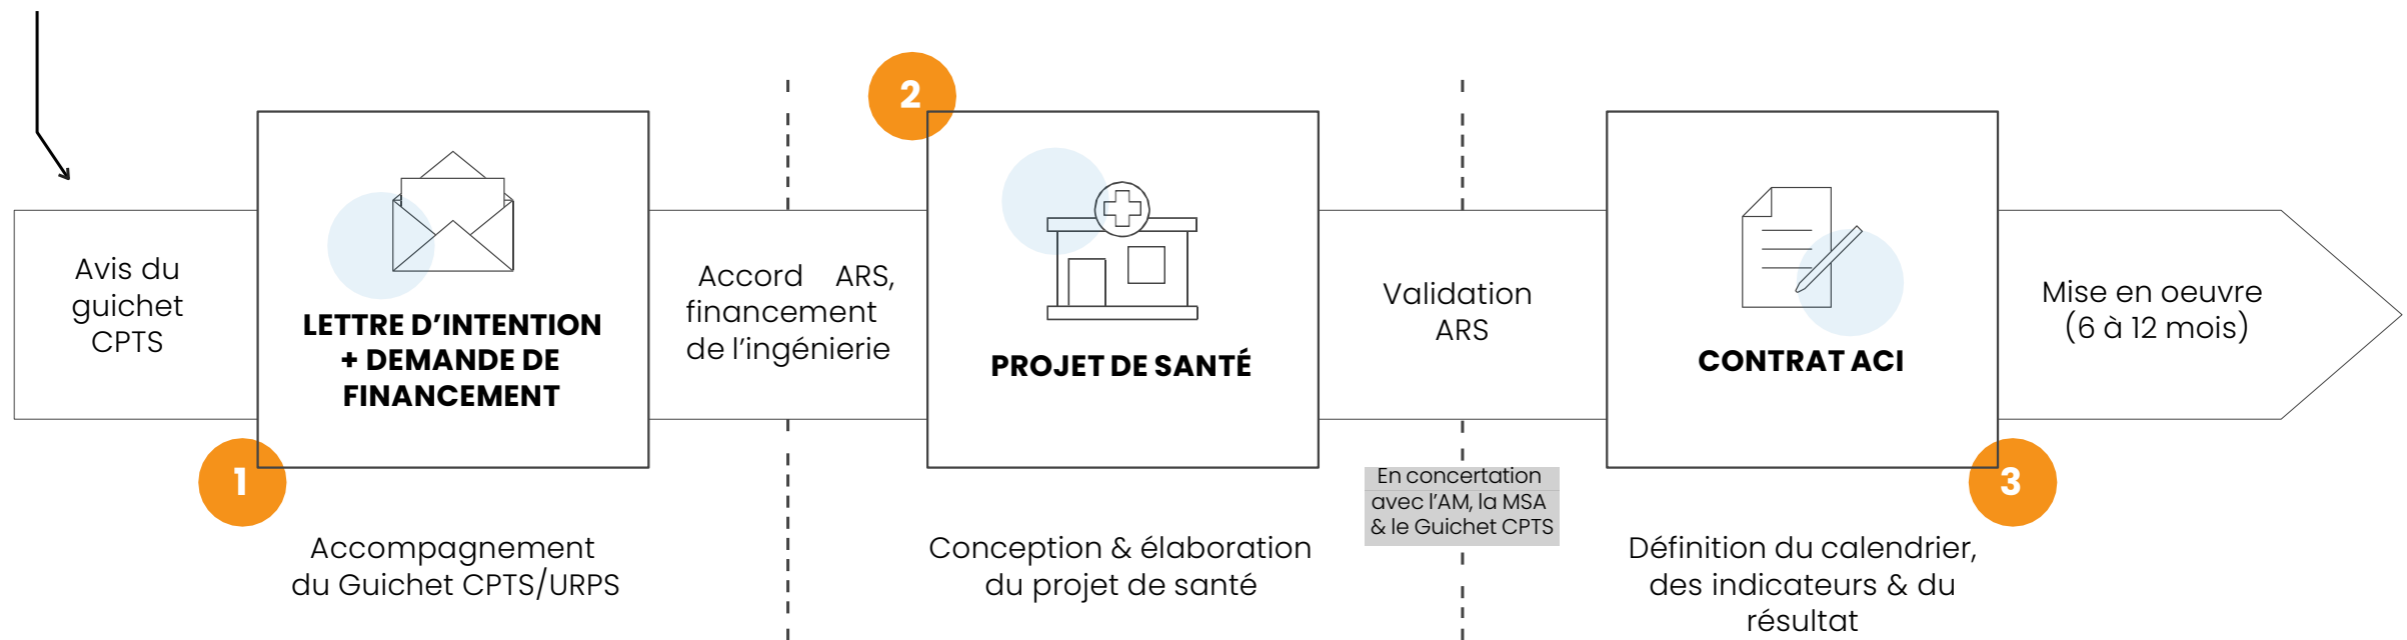 Avis du
guichet
CPTS
1
LETTRE D'INTENTION
+ DEMANDE DE
FINANCEMENT
Accompagnement
du Guichet CPTS/URPS
Accord ARS,
financement
de l'ingénierie
2
PROJET DE SANTÉ
Conception & élaboration
du projet de santé
Validation
ARS
En concertation
avec l'AM, la MSA
& le Guichet CPTS
CONTRAT ACI
3
Définition du calendrier,
des indicateurs & du
résultat
Mise en oeuvre
(6 à 12 mois)